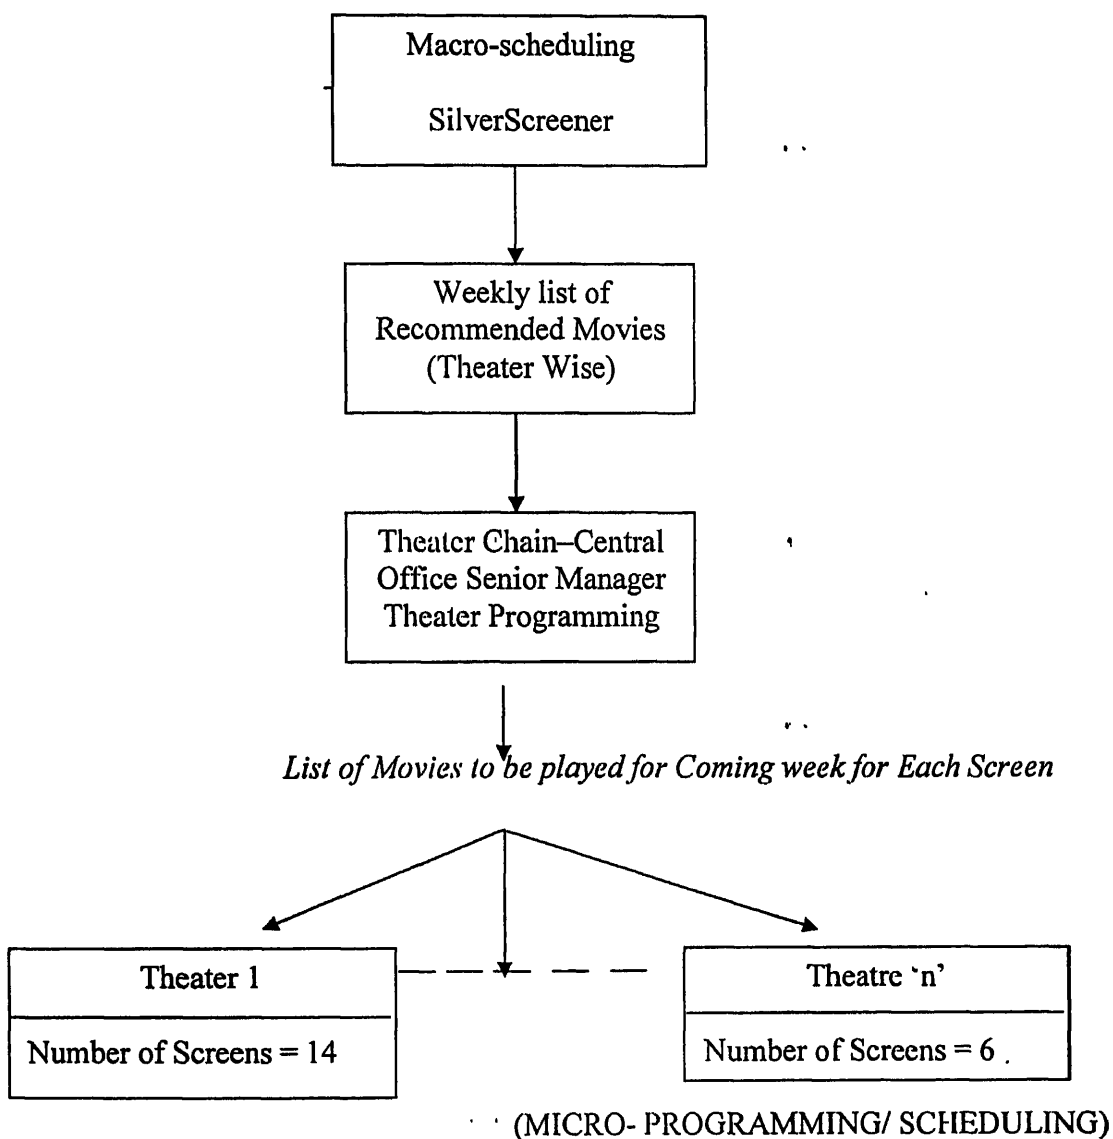 Macro-scheduling
SilverScreener
Weekly list of
Recommended Movies
(Theater Wise)
Theater Chain–Central
Office Senior Manager
Theater Programming
List of Movies to be played for Coming week for Each Screen
Theater 1
Number of Screens = 14
Theatre ‘n’
Number of Screens = 6
(MICRO- PROGRAMMING/ SCHEDULING)